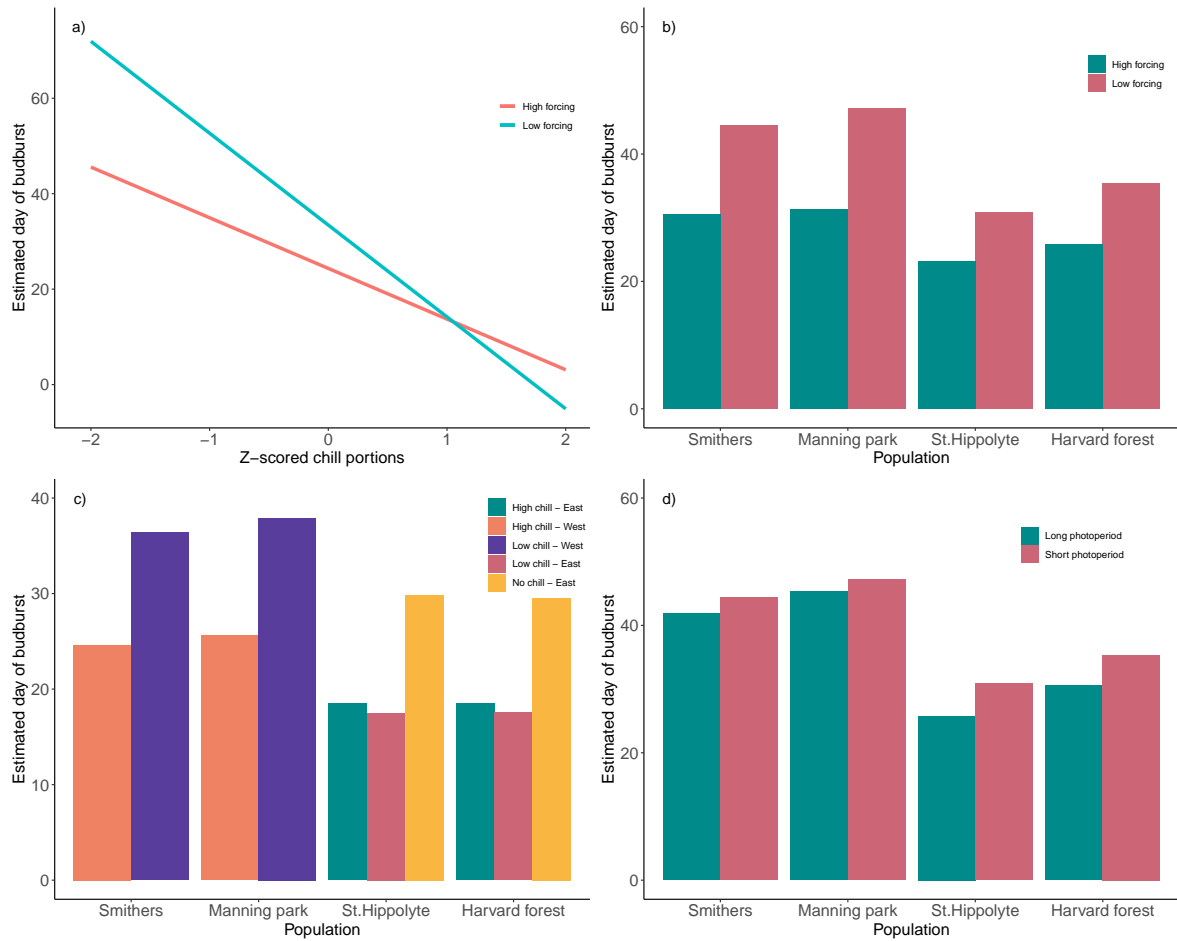 a)
High forcing
Low forcing
60
40
20
0
−2
−1
0
1
2
Estimated day of budburst
Z−scored chill portions
b)
High forcing
Low forcing
60
40
20
0
Smithers
Manning park
St.Hippolyte
Harvard forest
Estimated day of budburst
Population
c)
High chill − East
High chill − West
Low chill − West
Low chill − East
No chill − East
40
30
20
10
0
Smithers
Manning park
St.Hippolyte
Harvard forest
Estimated day of budburst
Population
d)
Long photoperiod
Short photoperiod
60
40
20
0
Smithers
Manning park
St.Hippolyte
Harvard forest
Estimated day of budburst
Population